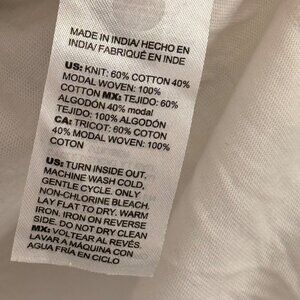 MADE IN INDIA/ HECHO EN
INDIA/ FABRIQUÉ EN INDE
US: KNIT: 60% COTTON 40%
MODAL WOVEN: 100%
COTTON MX: TEJIDO: 60%
ALGODÓN 40% modal
TEJIDO: 100% ALGODÓN
CA: TRICOT: 60% COTON
40% MODAL WOVEN: 100%
COTON
US: TURN INSIDE OUT.
MACHINE WASH COLD,
GENTLE CYCLE. ONLY
NON-CHLORINE BLEACH.
LAY FLAT TO DRY. WARM
IRON. IRON ON REVERSE
SIDE. DO NOT DRY CLEAN
MX: VOLTEAR AL REVÉS.
LAVAR A MÁQUINA CON
AGUA FRÍA EN CICLO